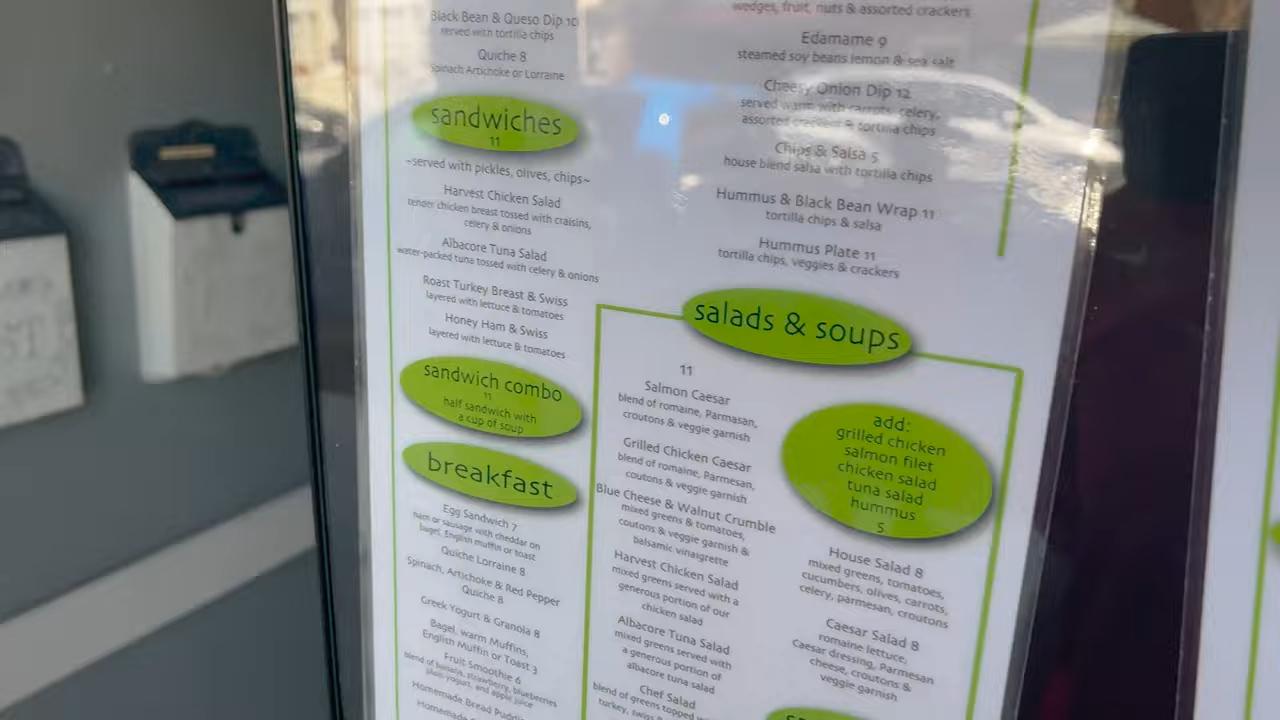 Black Bean & Queso Dip 10
served with tortilla chips
Quiche 8
Spinach Artichoke or Lorraine
sandwiches
11
~served with pickles, olives, chips~
Harvest Chicken Salad
tender chicken breast tossed with craisins,
celery & onions
Albacore Tuna Salad
water-packed tuna tossed with celery & onions
Roast Turkey Breast & Swiss
layered with lettuce & tomatoes
Honey Ham & Swiss
layered with lettuce & tomatoes
sandwich combo
11
half sandwich with
a cup of soup
breakfast
Egg Sandwich 7
ham or sausage with cheddar on
bagel, English muffin or toast
Quiche Lorraine 8
Spinach, Artichoke & Red Pepper
Quiche 8
Greek Yogurt & Granola 8
Bagel, warm Muffins,
English Muffin or Toast 3
Fruit Smoothie 6
blend of banana, strawberry, blueberries
plain yogurt, and apple juice
Homemade Bread
Homemade
wedges, fruit, nuts & assorted crackers
Edamame 9
steamed soy beans lemon & sea salt
Cheesy Onion Dip 12
served warm with carrots, celery,
assorted crackers & tortilla chips
Chips & Salsa 5
house blend salsa with tortilla chips
Hummus & Black Bean Wrap 11
tortilla chips & salsa
Hummus Plate 11
tortilla chips, veggies & crackers
salads & soups
11
Salmon Caesar
blend of romaine, Parmasan,
croutons & veggie garnish
Grilled Chicken Caesar
blend of romaine, Parmesan,
coutons & veggie garnish
Blue Cheese & Walnut Crumble
mixed greens & tomatoes,
coutons & veggie garnish &
balsamic vinaigrette
Harvest Chicken Salad
mixed greens served with a
generous portion of our
chicken salad
Albacore Tuna Salad
mixed greens served with
a generous portion of
albacore tuna salad
Chef Salad
blend of greens topped
turkey,
add:
grilled chicken
salmon filet
chicken salad
tuna salad
hummus
5
House Salad 8
mixed greens, tomatoes,
cucumbers, olives, carrots,
celery, parmesan, croutons
Caesar Salad 8
romaine lettuce,
Caesar dressing, Parmesan
cheese, croutons &
veggie garnish